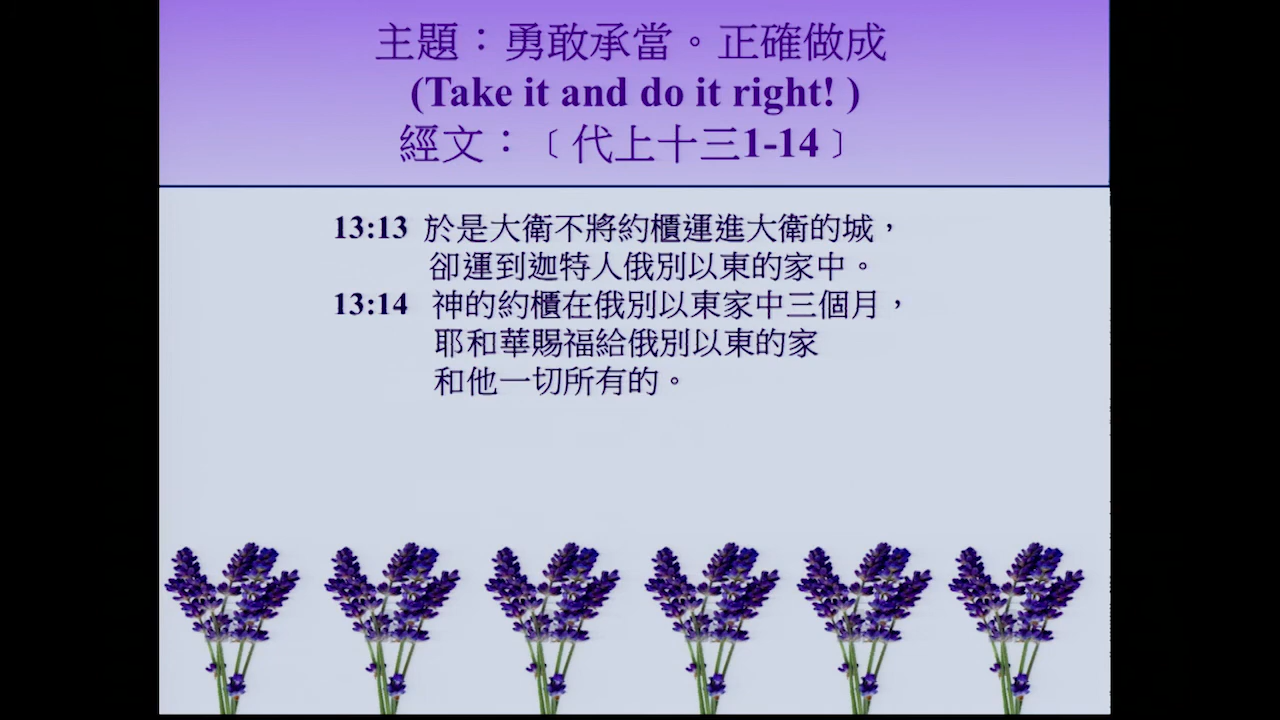 主題：勇敢承當。正確做成
(Take it and do it right! )
經文：﹝代上十三1-14﹞
13:13 於是大衛不將約櫃運進大衛的城，
卻運到迦特人俄別以東的家中。
13:14 神的約櫃在俄別以東家中三個月，
耶和華賜福給俄別以東的家
和他一切所有的。